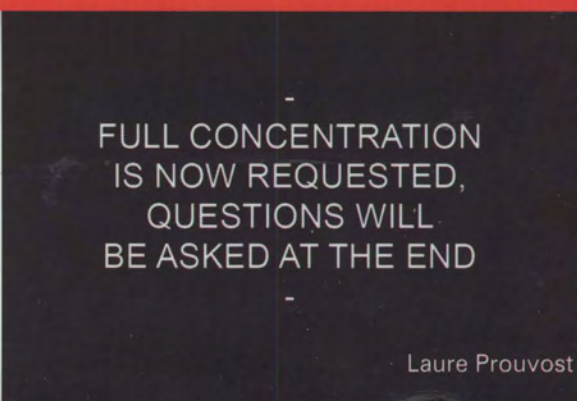 -
FULL CONCENTRATION
IS NOW REQUESTED,
QUESTIONS WILL
BE ASKED AT THE END
-
Laure Prouvost